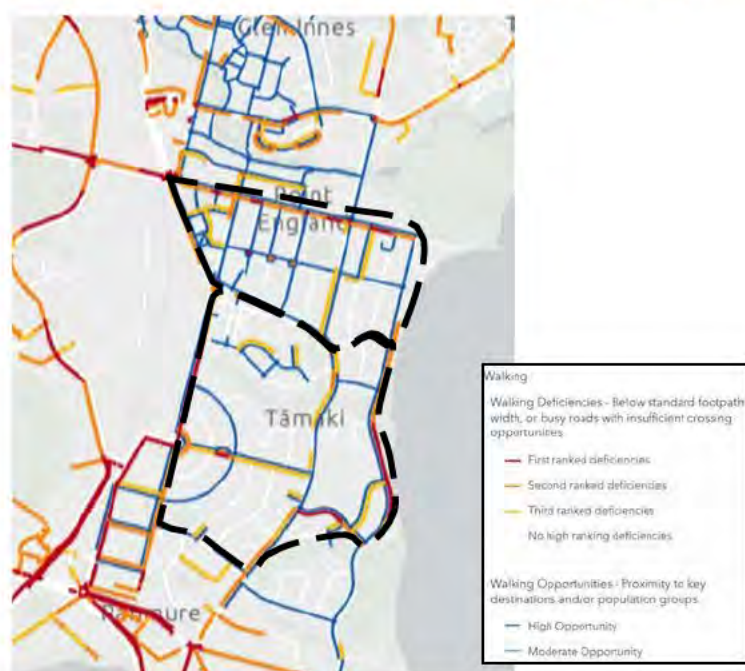 Glen Innes
Point
England
Tāmaki
Panmure
Walking
Walking Deficiencies - Below standard footpath
width, or busy roads with insufficient crossing
opportunities
First ranked deficiencies
Second ranked deficiencies
Third ranked deficiencies
No high ranking deficiencies
Walking Opportunities - Proximity to key
destinations and/or population groups.
High Opportunity
Moderate Opportunity